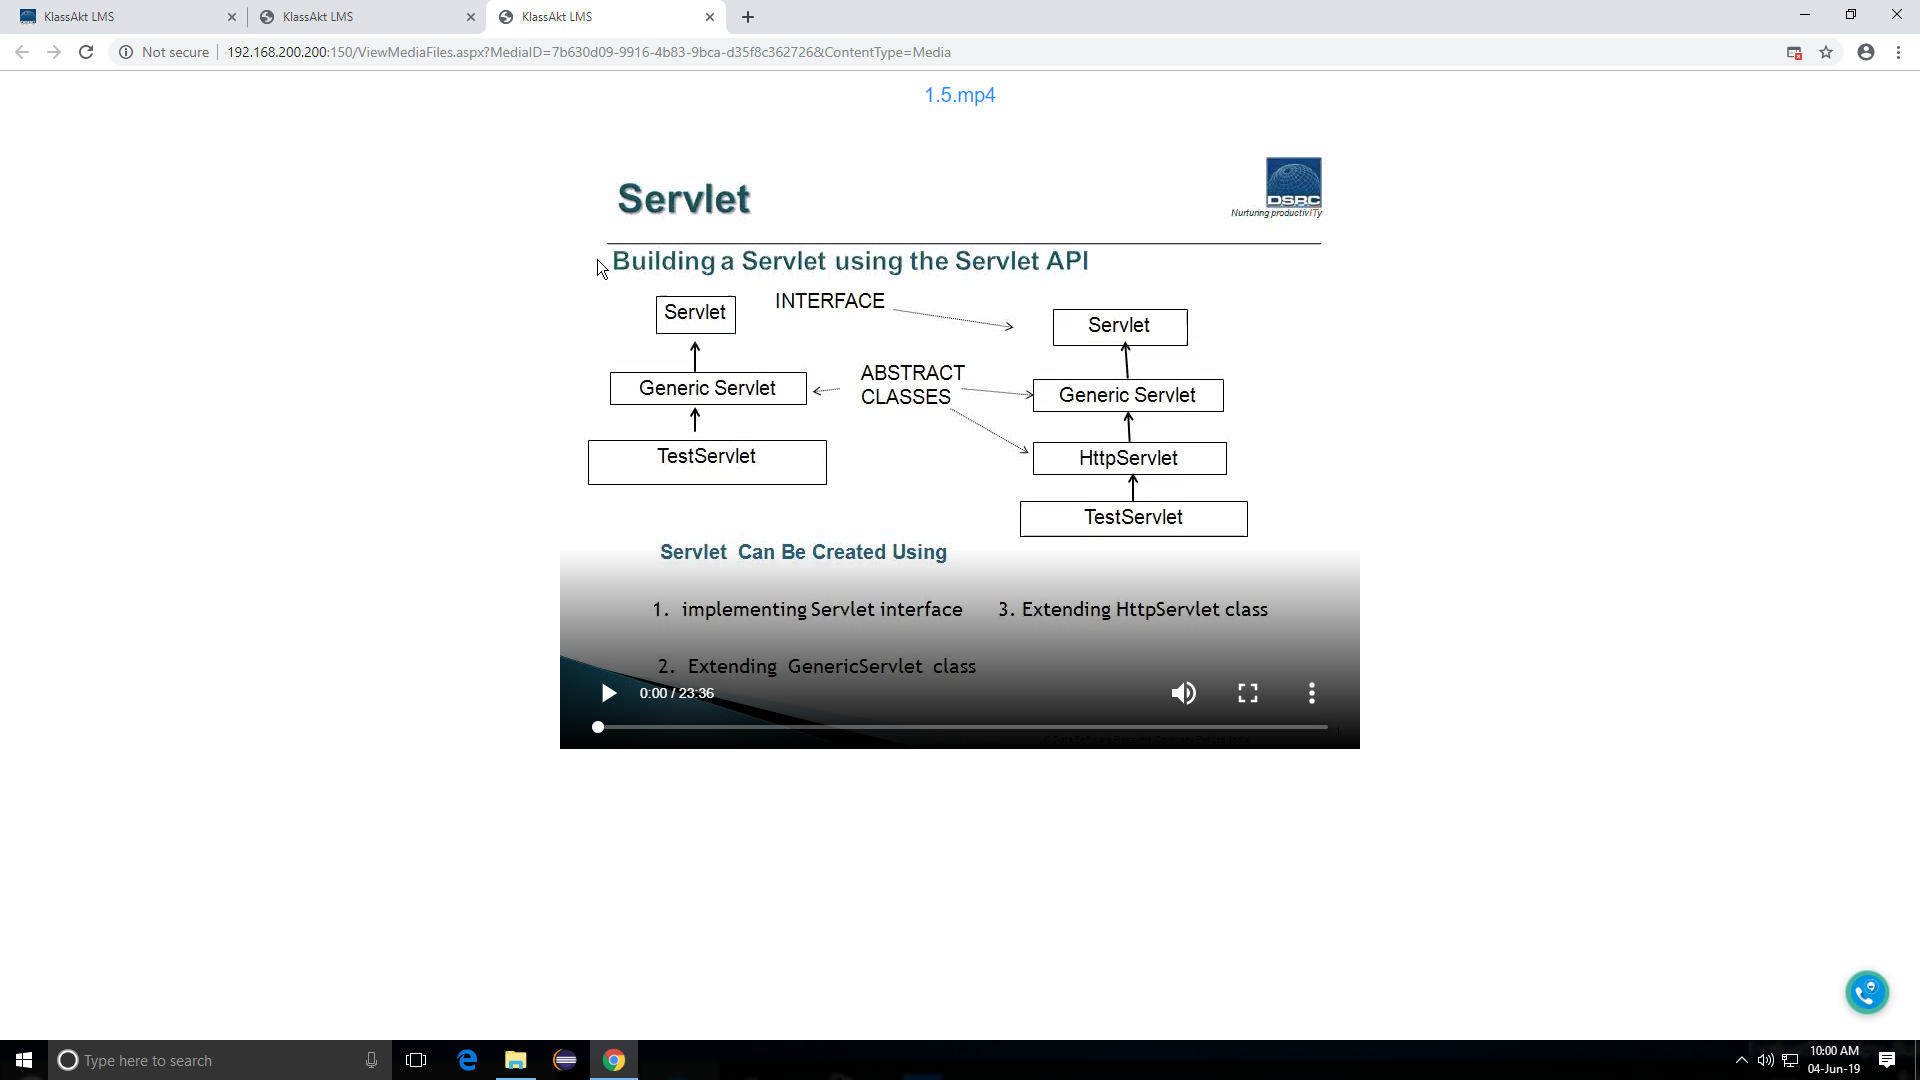 KlassAkt LMS
KlassAkt LMS
KlassAkt LMS
Not secure
192.168.200.200:150/ViewMediaFiles.aspx?MediaID=7b630d09-9916-4b83-9bca-d35f8c362726&ContentType=Media
1.5.mp4
Servlet
DSRC
Nurturing productivITy
Building a Servlet using the Servlet API
Servlet
INTERFACE
Servlet
Generic Servlet
ABSTRACT
CLASSES
Generic Servlet
TestServlet
HttpServlet
TestServlet
Servlet Can Be Created Using
1. implementing Servlet interface
3. Extending HttpServlet class
2. Extending GenericServlet class
0:00 / 23:36
1
Type here to search
10:00 AM
04-Jun-19